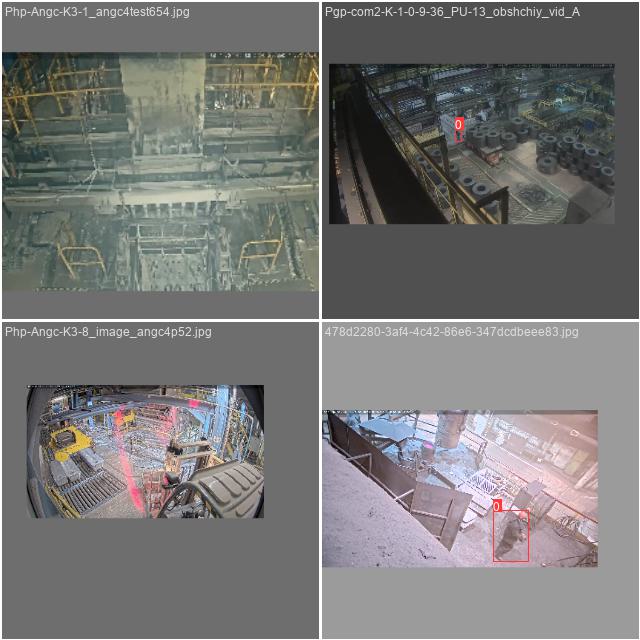 Php-Angc-K3-1_angc4test654.jpg
Pgp-com2-K-1-0-9-36_PU-13_obshchiy_vid_A
0
Php-Angc-K3-8_image_angc4p52.jpg
478d2280-3af4-4c42-86e6-347dcdbeee83.jpg
0